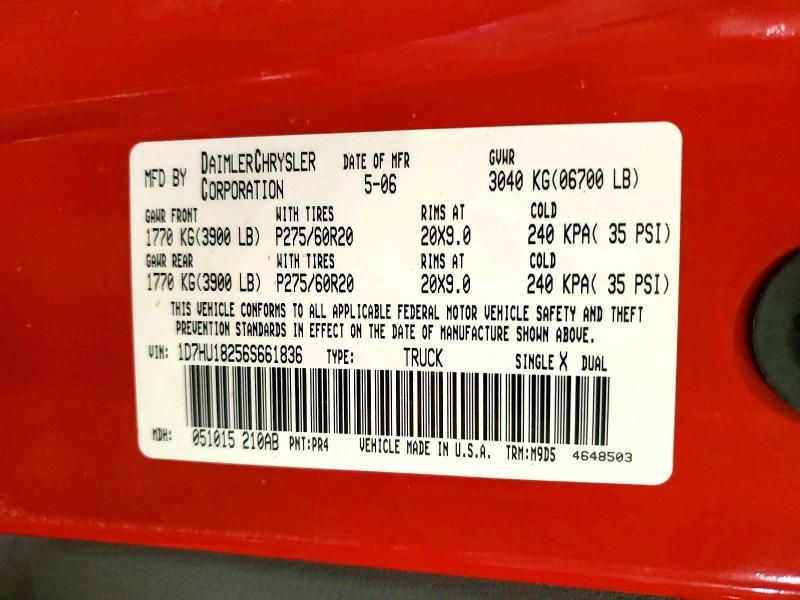 MFD BY DAIMLERCHRYSLER CORPORATION DATE OF MFR 5-06 GVWR 3040 KG(06700 LB)
GAWR FRONT WITH TIRES RIMS AT COLD
1770 KG(3900 LB) P275/60R20 20X9.0 240 KPA( 35 PSI)
GAWR REAR WITH TIRES RIMS AT COLD
1770 KG(3900 LB) P275/60R20 20X9.0 240 KPA( 35 PSI)
THIS VEHICLE CONFORMS TO ALL APPLICABLE FEDERAL MOTOR VEHICLE SAFETY AND THEFT
PREVENTION STANDARDS IN EFFECT ON THE DATE OF MANUFACTURE SHOWN ABOVE.
VIN: 1D7HU18256S661836 TYPE: TRUCK SINGLE X DUAL
MDH: 051015 210AB PNT:PR4 VEHICLE MADE IN U.S.A. TRM:M9D5 4648503